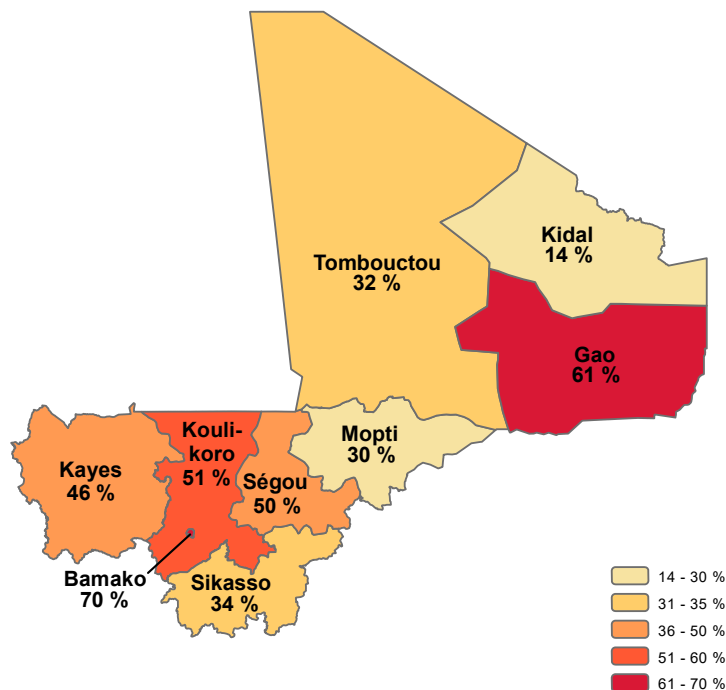 Kidal
14 %
Tombouctou
32 %
Gao
61 %
Kouli-
koro
51 %
Mopti
30 %
Kayes
46 %
Ségou
50 %
Bamako
70 %
Sikasso
34 %
14 - 30 %
31 - 35 %
36 - 50 %
51 - 60 %
61 - 70 %